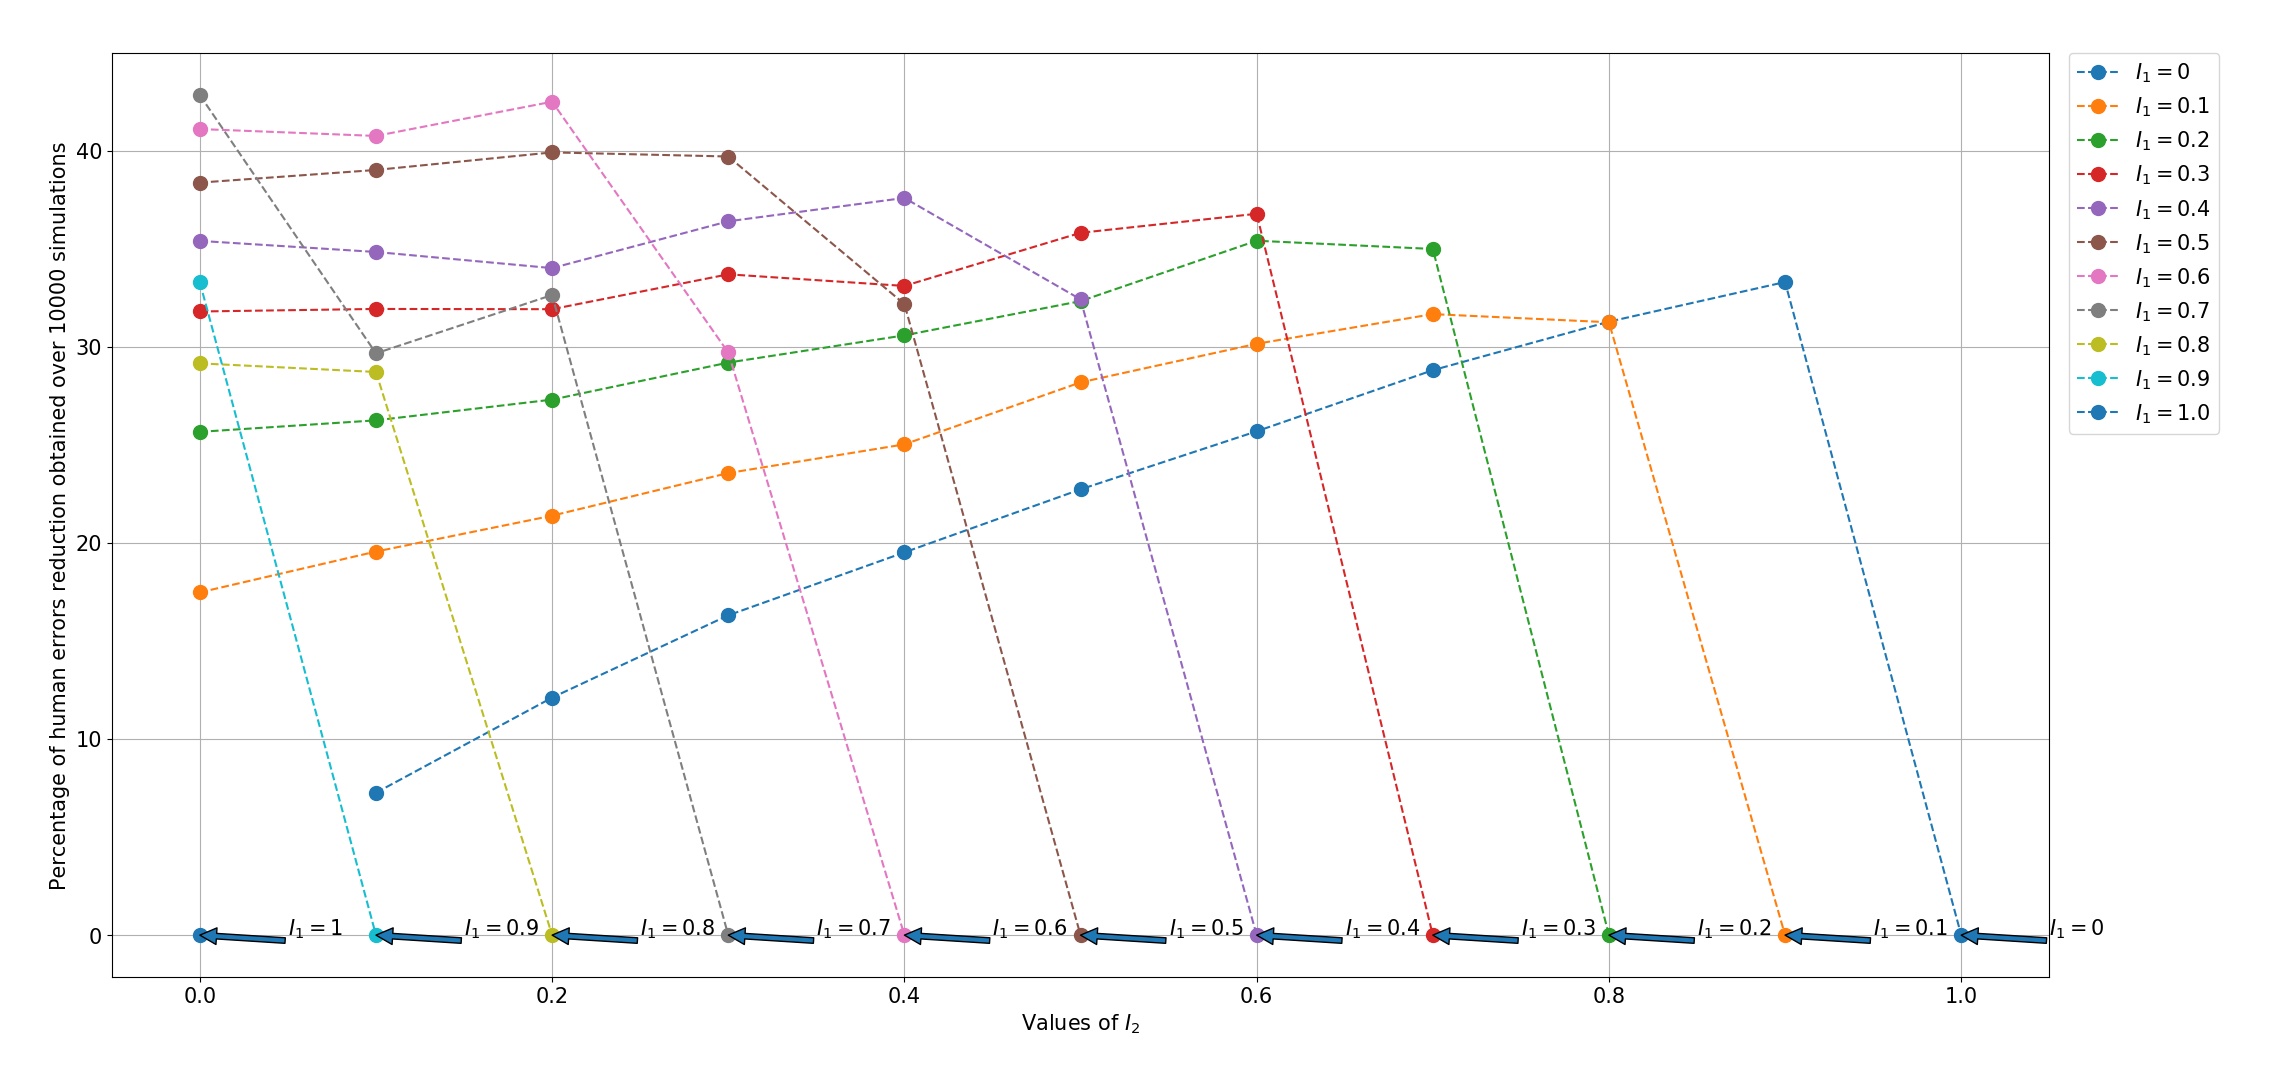 Percentage of human errors reduction obtained over 10000 simulations
40
30
20
10
0
I₁ = 1
I₁ = 0.9
I₁ = 0.8
I₁ = 0.7
I₁ = 0.6
I₁ = 0.5
I₁ = 0.4
I₁ = 0.3
I₁ = 0.2
I₁ = 0.1
I₁ = 0
0.0
0.2
0.4
0.6
0.8
1.0
Values of I₂
I₁ = 0
I₁ = 0.1
I₁ = 0.2
I₁ = 0.3
I₁ = 0.4
I₁ = 0.5
I₁ = 0.6
I₁ = 0.7
I₁ = 0.8
I₁ = 0.9
I₁ = 1.0